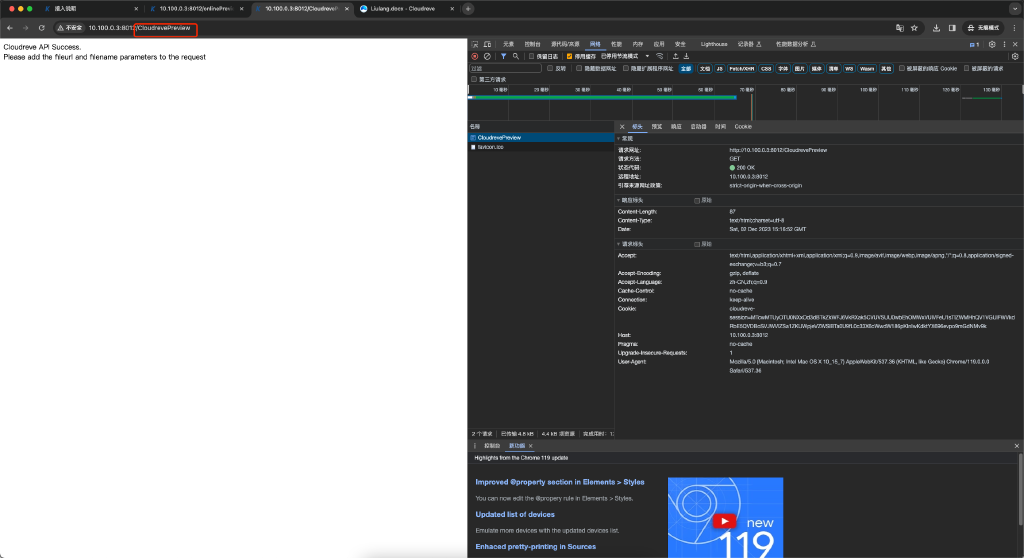 插入链期 × 10.100.0.3:8012/onlinePrevi × 10.100.0.3:8012/CloudreveP × Liulang.docx - Cloudreve × +
不安全 10.100.0.3:8012/CloudrevePreview 无痕模式
Cloudreve API Success.
Please add the fileurl and filename parameters to the request
元素 控制台 源代码/来源 网络 性能 内存 应用 安全 Lighthouse 记录器 性能数据分析 1
保留日志 停用缓存 已停用节流模式
过滤 反转 隐藏数据网址 隐藏扩展程序网址 全部 文档 JS Fetch/XHR CSS 字体 图片 媒体 清单 WS Wasm 其他 被屏蔽的响应 Cookie 被屏蔽的请求
第三方请求
10 毫秒 20 毫秒 30 毫秒 40 毫秒 50 毫秒 60 毫秒 70 毫秒 80 毫秒 90 毫秒 100 毫秒 110 毫秒 120 毫秒 130 毫秒
名称 × 标头 预览 响应 启动器 时间 Cookie
CloudrevePreview
favicon.ico
常规
请求网址: http://10.100.0.3:8012/CloudrevePreview
请求方法: GET
状态代码: 200 OK
远程地址: 10.100.0.3:8012
引荐来源网址政策: strict-origin-when-cross-origin
响应标头 原始
Content-Length: 87
Content-Type: text/html;charset=utf-8
Date: Sat, 02 Dec 2023 15:16:52 GMT
请求标头 原始
Accept: text/html,application/xhtml+xml,application/xml;q=0.9,image/avif,image/webp,image/apng,*/*;q=0.8,application/signed-
exchange;v=b3;q=0.7
Accept-Encoding: gzip, deflate
Accept-Language: zh-CN,zh;q=0.9
Cache-Control: no-cache
Connection: keep-alive
Cookie: cloudreve-
Host: 10.100.0.3:8012
Pragma: no-cache
Upgrade-Insecure-Requests: 1
User-Agent: Mozilla/5.0 (Macintosh; Intel Mac OS X 10_15_7) AppleWebKit/537.36 (KHTML, like Gecko) Chrome/119.0.0.0
Safari/537.36
2 个请求 已传输 4.8 kB 4.4 kB 项资源 完成用时:
控制台 新功能 ×
Highlights from the Chrome 119 update
Improved @property section in Elements > Styles
You can now edit the @propery rule in Elements > Styles.
Updated list of devices
Emulate more devices with the updated devices list.
Enhaced pretty-printing in Sources
new
119